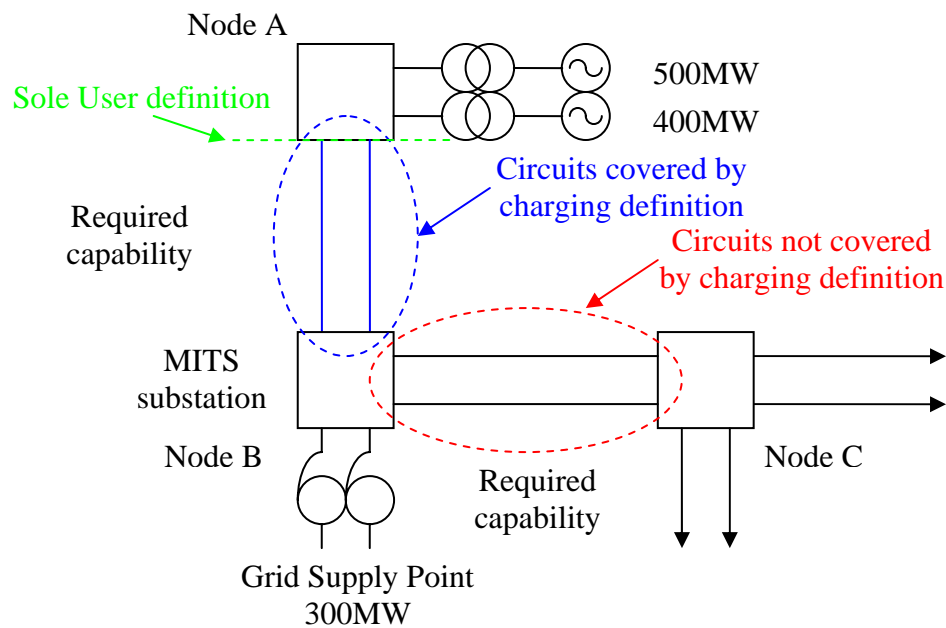 Node A
500MW
Sole User definition
400MW
Circuits covered by
charging definition
Required
capability
Circuits not covered
by charging definition
MITS
substation
Node B
Node C
Required
capability
Grid Supply Point
300MW